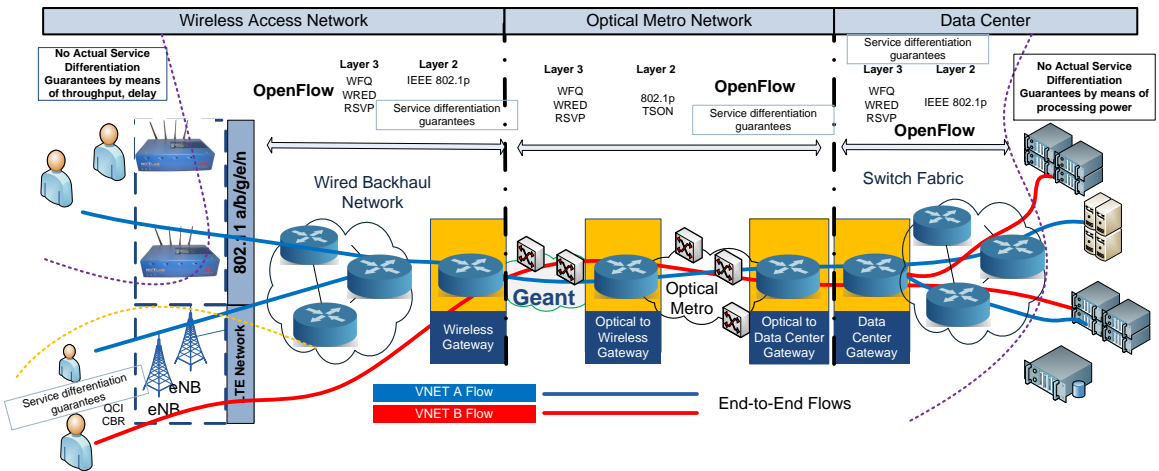 Wireless Access Network
Optical Metro Network
Data Center
No Actual Service
Differentiation
Guarantees by means
of throughput, delay
OpenFlow
Layer 3
WFQ
WRED
RSVP
Layer 2
IEEE 802.1p
Service differentiation
guarantees
Layer 3
WFQ
WRED
RSVP
Layer 2
802.1p
TSON
OpenFlow
Service differentiation
guarantees
Service differentiation
guarantees
Layer 3
WFQ
WRED
RSVP
Layer 2
IEEE 802.1p
OpenFlow
No Actual Service
Differentiation
Guarantees by means of
processing power
802.11 a/b/g/e/n
Wired Backhaul
Network
Switch Fabric
Geant
Optical
Metro
Wireless
Gateway
Optical to
Wireless
Gateway
Optical to
Data Center
Gateway
Data
Center
Gateway
LTE Network
eNB
eNB
Service differentiation
guarantees
QCI
CBR
VNET A Flow
VNET B Flow
End-to-End Flows